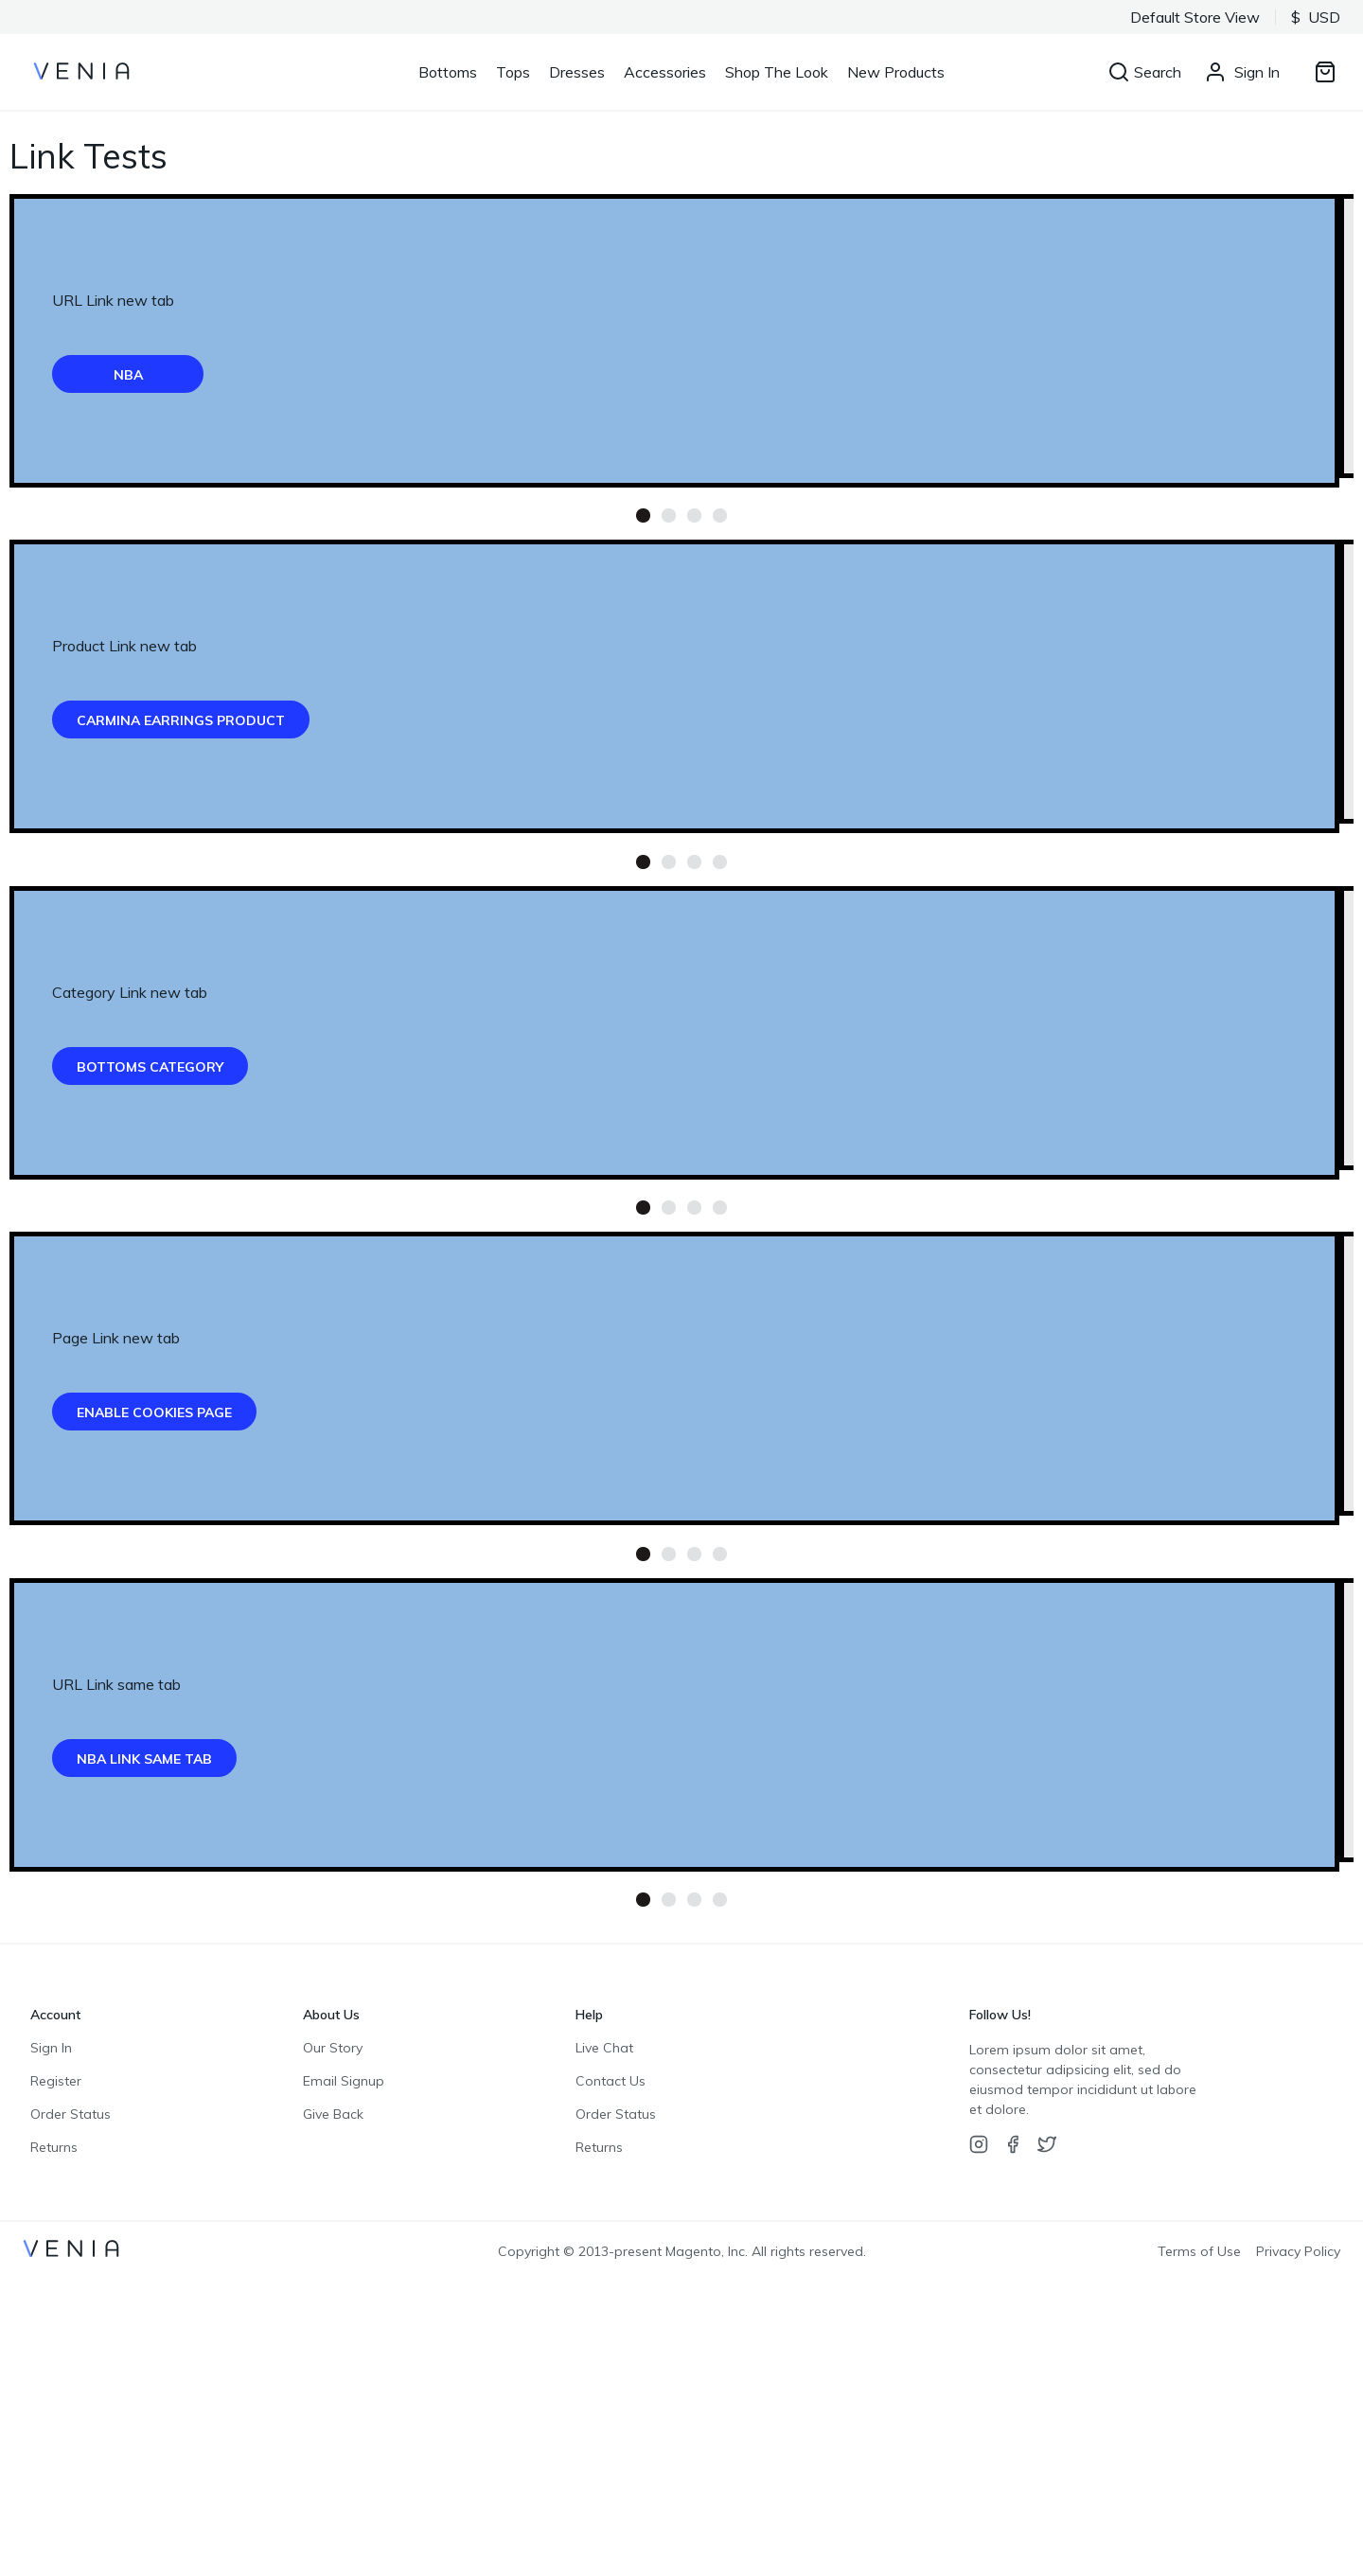 Default Store View $ USD
VENIA Bottoms Tops Dresses Accessories Shop The Look New Products Search Sign In
Link Tests
URL Link new tab
NBA
Product Link new tab
CARMINA EARRINGS PRODUCT
Category Link new tab
BOTTOMS CATEGORY
Page Link new tab
ENABLE COOKIES PAGE
URL Link same tab
NBA LINK SAME TAB
Account
Sign In
Register
Order Status
Returns
About Us
Our Story
Email Signup
Give Back
Help
Live Chat
Contact Us
Order Status
Returns
Follow Us!
Lorem ipsum dolor sit amet,
consectetur adipsicing elit, sed do
eiusmod tempor incididunt ut labore
et dolore.
VENIA Copyright © 2013-present Magento, Inc. All rights reserved. Terms of Use Privacy Policy